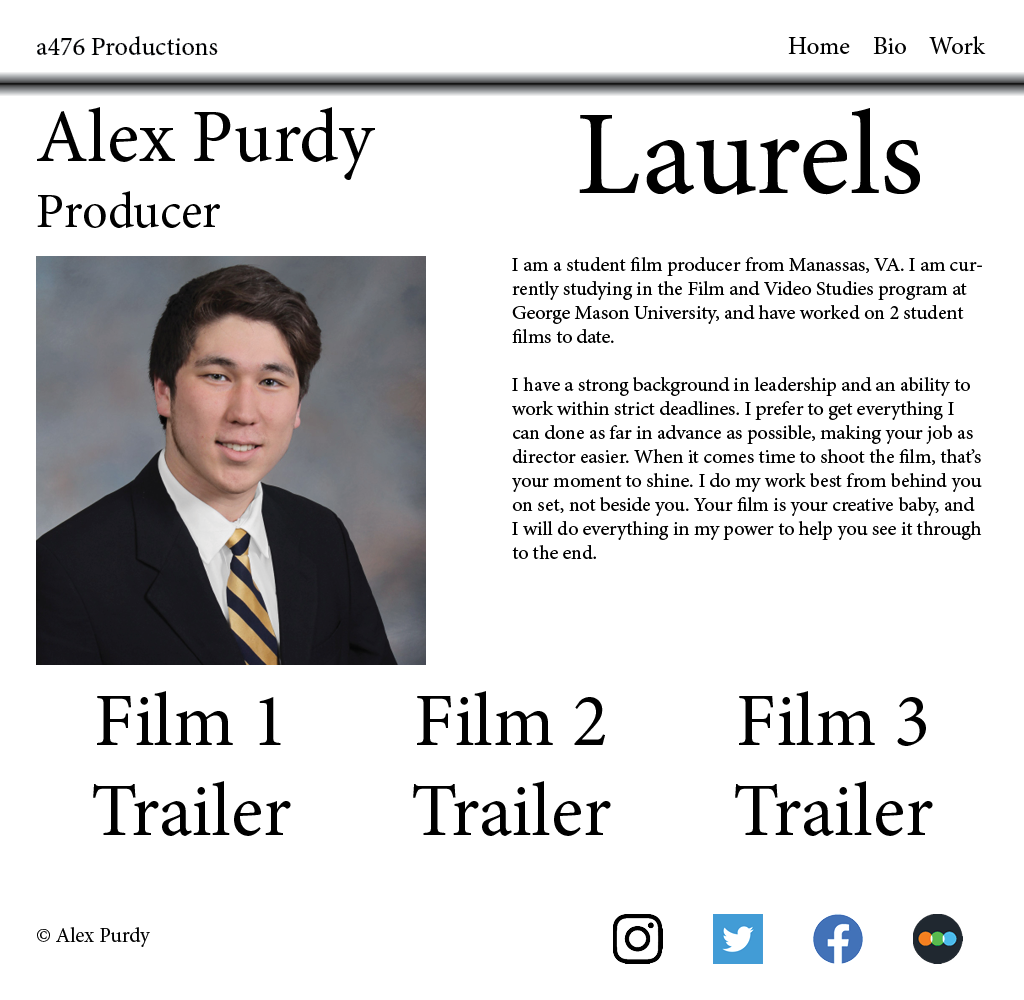 a476 Productions
Home Bio Work
Alex Purdy
Producer
Laurels
I am a student film producer from Manassas, VA. I am cur-
rently studying in the Film and Video Studies program at
George Mason University, and have worked on 2 student
films to date.
I have a strong background in leadership and an ability to
work within strict deadlines. I prefer to get everything I
can done as far in advance as possible, making your job as
director easier. When it comes time to shoot the film, that's
your moment to shine. I do my work best from behind you
on set, not beside you. Your film is your creative baby, and
I will do everything in my power to help you see it through
to the end.
Film 1
Trailer
Film 2
Trailer
Film 3
Trailer
© Alex Purdy